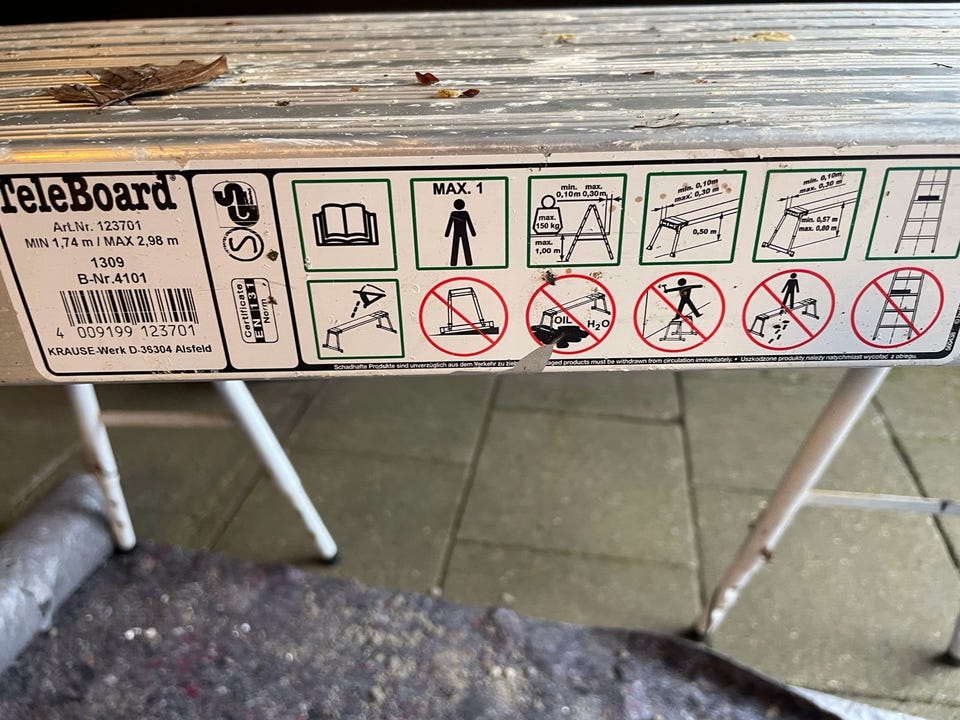 TeleBoard
Art.Nr. 123701
MIN 1,74 m / MAX 2,98 m
1309
B-Nr.4101
4 009199 123701
KRAUSE-Werk D-36304 Alsfeld
GS
Certificate
EN 131
MAX. 1
min. max.
0,10m 0,30m
max.
150 kg
max.
1,00 m
min. 0,10m
max. 0,30 m
0,50 m
min. 0,10m
max. 0,30 m
min. 0,57 m
max. 0,80 m
OIL H₂O
Schadhafte Produkte sind unverzüglich aus dem Verkehr zu products must be withdrawn from circulation immediately. • Uszkodzone produkty należy natychmiast wycofać z obiegu.